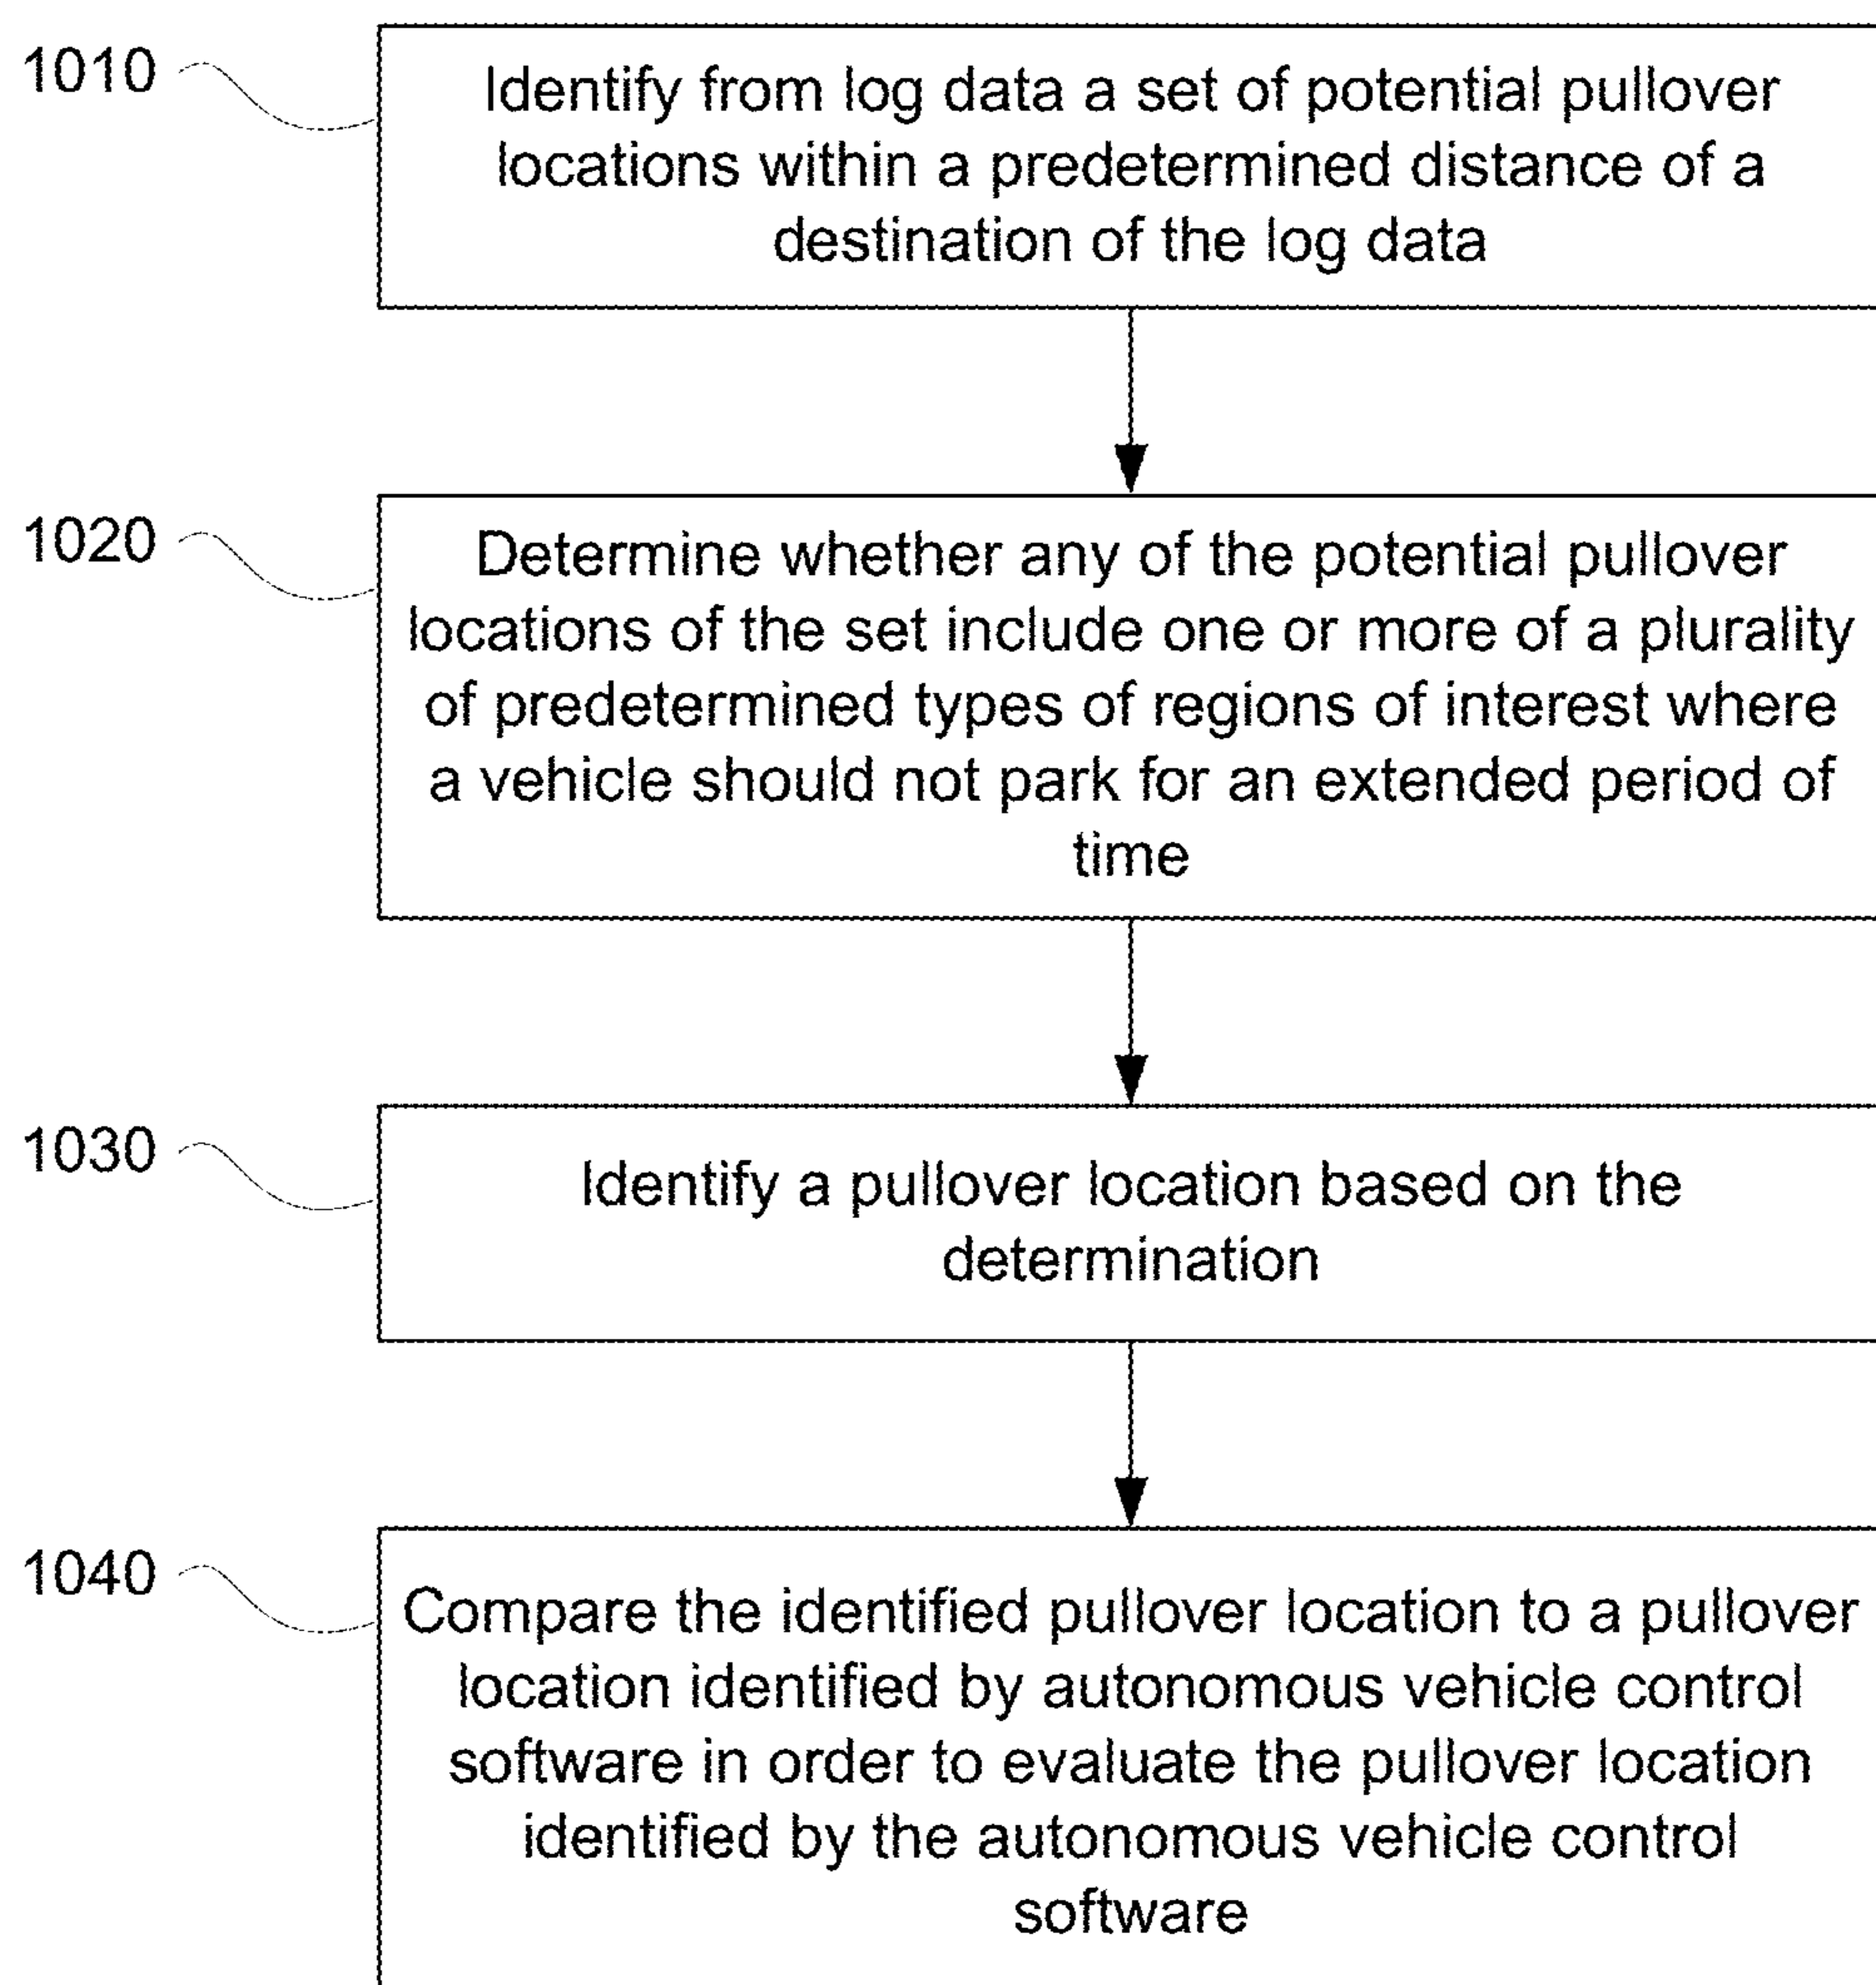 1010
Identify from log data a set of potential pullover
locations within a predetermined distance of a
destination of the log data
1020
Determine whether any of the potential pullover
locations of the set include one or more of a plurality
of predetermined types of regions of interest where
a vehicle should not park for an extended period of
time
1030
Identify a pullover location based on the
determination
1040
Compare the identified pullover location to a pullover
location identified by autonomous vehicle control
software in order to evaluate the pullover location
identified by the autonomous vehicle control
software